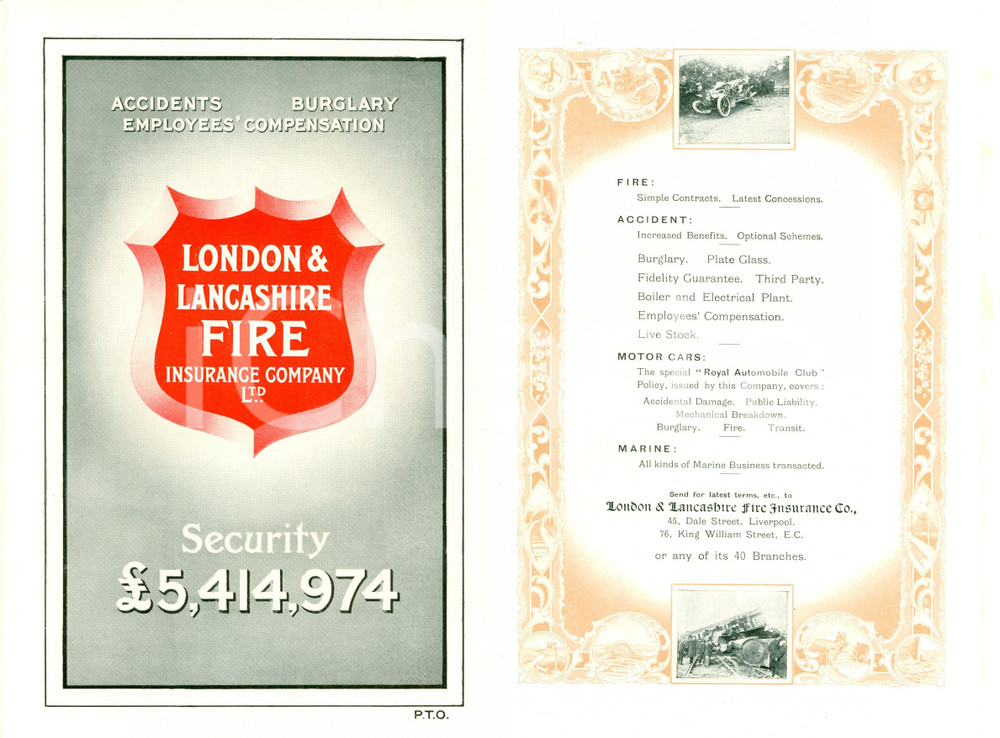 ACCIDENTS BURGLARY
EMPLOYEES' COMPENSATION
LONDON &
LANCASHIRE
FIRE
INSURANCE COMPANY
LTD
Security
£5,414,974
P.T.O.
FIRE:
Simple Contracts. Latest Concessions.
ACCIDENT:
Increased Benefits. Optional Schemes.
Burglary. Plate Glass.
Fidelity Guarantee. Third Party.
Boiler and Electrical Plant.
Employees' Compensation.
Live Stock.
MOTOR CARS:
The special "Royal Automobile Club"
Policy, issued by this Company, covers:
Accidental Damage. Public Liability.
Mechanical Breakdown.
Burglary. Fire. Transit.
MARINE:
All kinds of Marine Business transacted.
Send for latest terms, etc., to
London & Lancashire Fire Insurance Co.,
45, Dale Street, Liverpool.
76, King William Street, E.C.
or any of its 40 Branches.